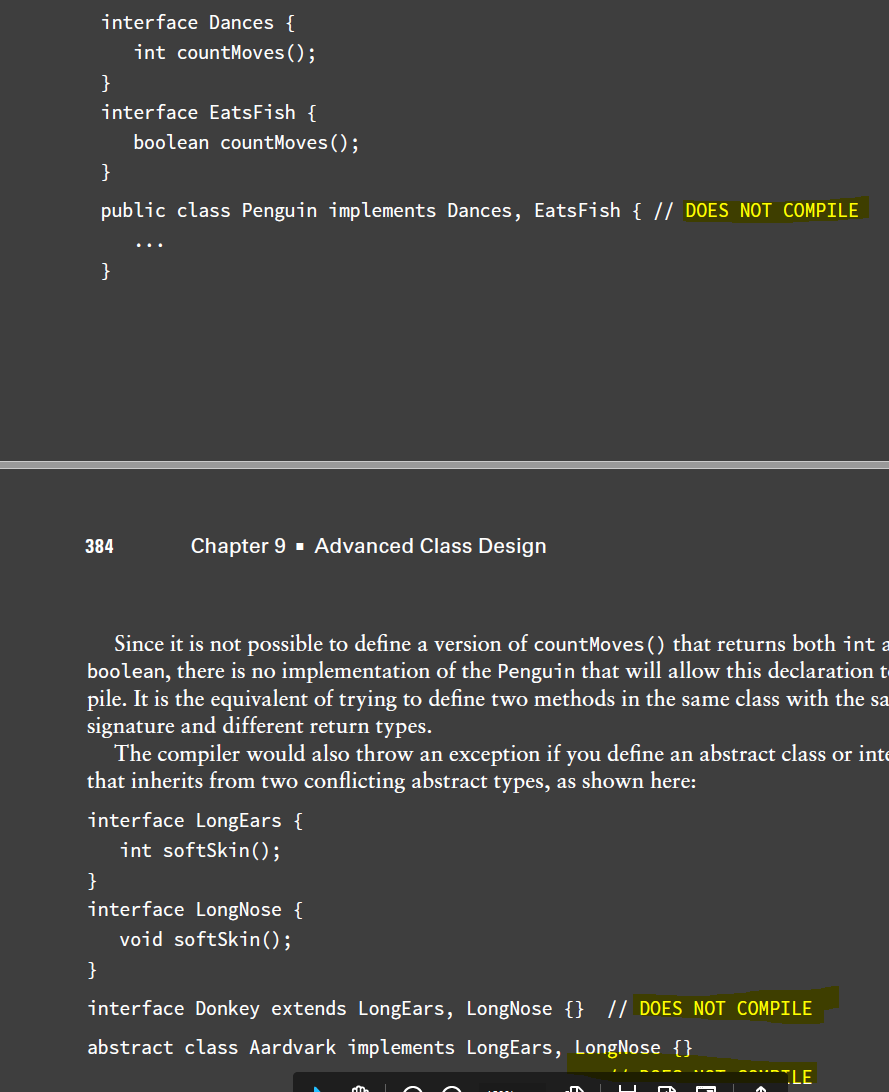 interface Dances {
int countMoves();
}
interface EatsFish {
boolean countMoves();
}
public class Penguin implements Dances, EatsFish { // DOES NOT COMPILE
...
}
384 Chapter 9 ▪ Advanced Class Design
Since it is not possible to define a version of countMoves() that returns both int
boolean, there is no implementation of the Penguin that will allow this declaration
pile. It is the equivalent of trying to define two methods in the same class with the
signature and different return types.
The compiler would also throw an exception if you define an abstract class or
that inherits from two conflicting abstract types, as shown here:
interface LongEars {
int softSkin();
}
interface LongNose {
void softSkin();
}
interface Donkey extends LongEars, LongNose {} // DOES NOT COMPILE
abstract class Aardvark implements LongEars, LongNose {}
// DOES NOT COMPILE